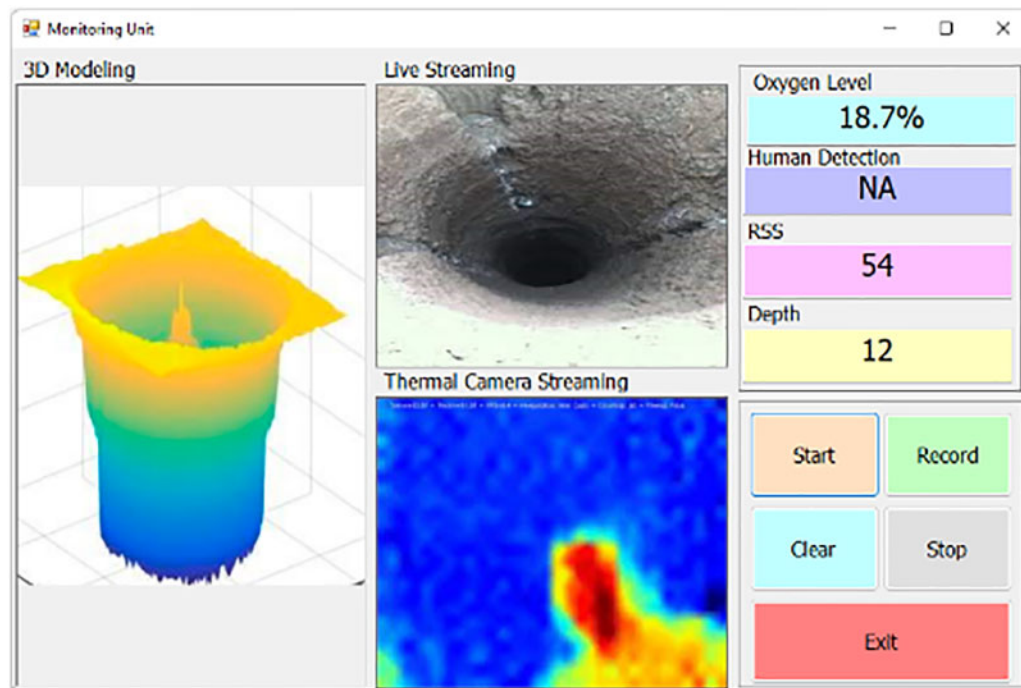 Monitoring Unit
3D Modeling
Live Streaming
Thermal Camera Streaming
Oxygen Level
18.7%
Human Detection
NA
RSS
54
Depth
12
Start
Record
Clear
Stop
Exit